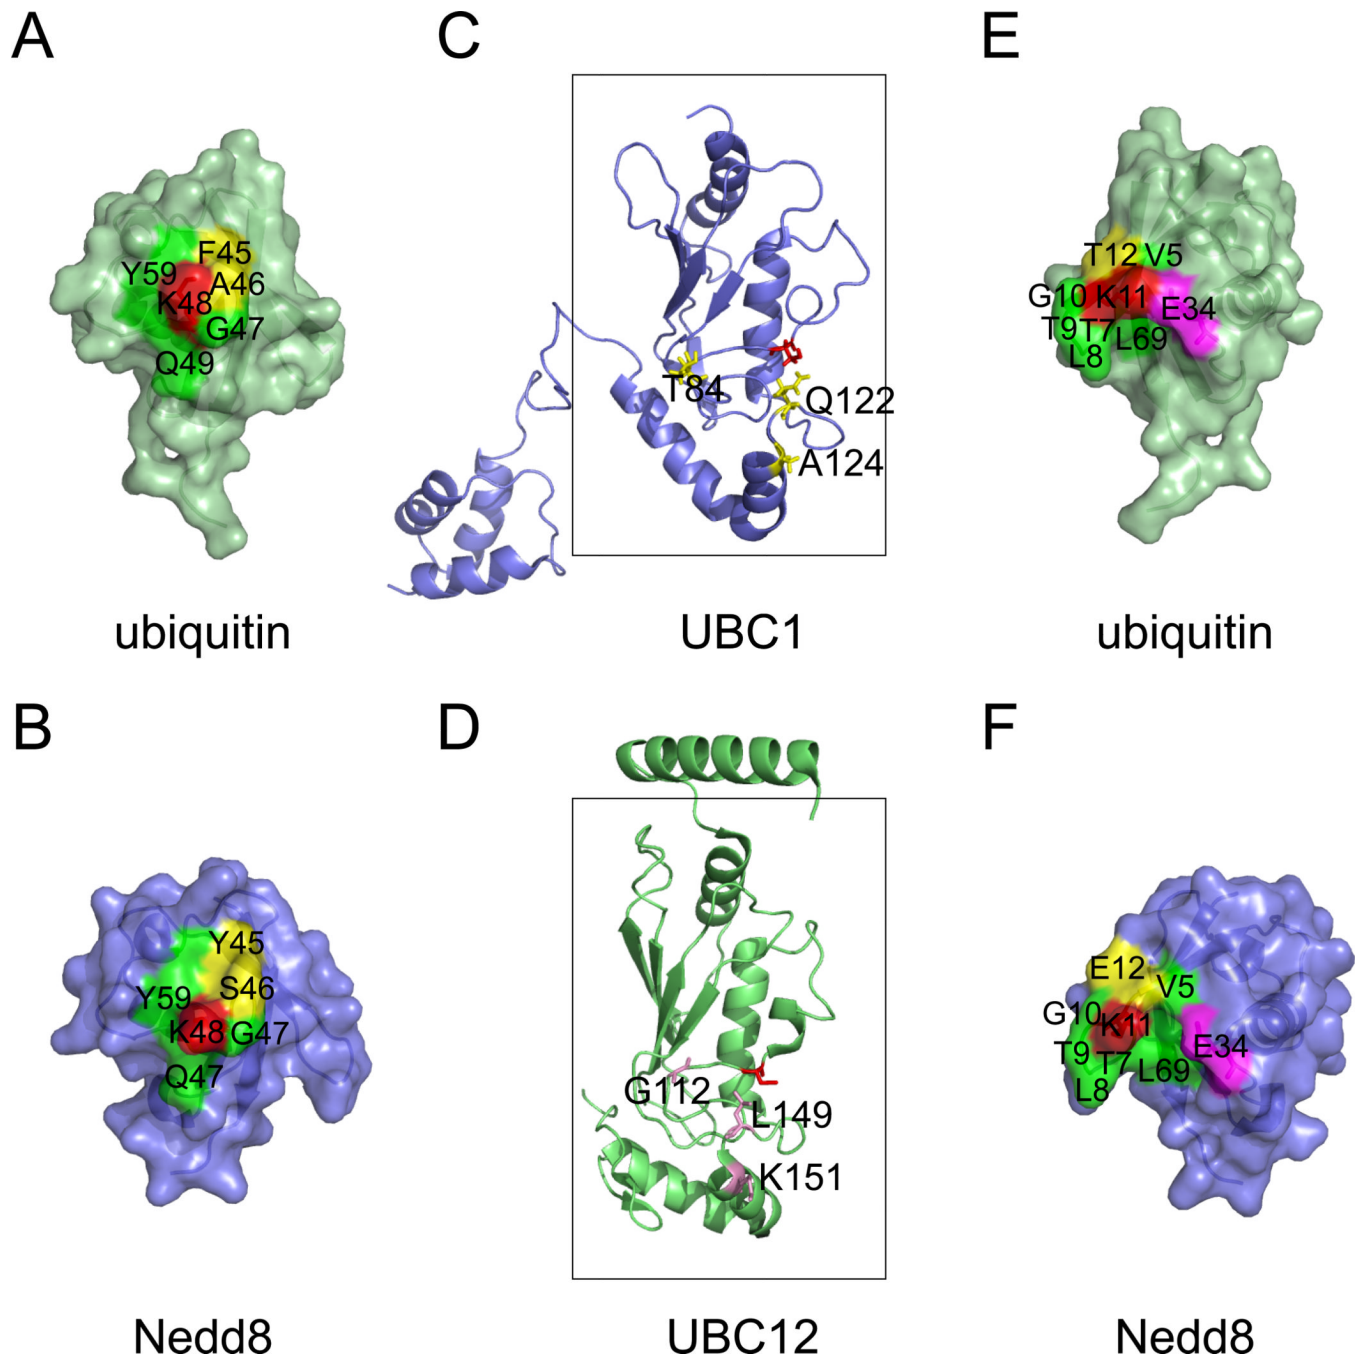 A
F45
Y59
A46
K48
G47
Q49
ubiquitin
C
T84
Q122
A124
UBC1
E
T12 V5
G10 K11
E34
T9 T7 L69
L8
ubiquitin
B
Y45
S46
Y59
K48 G47
Q47
Nedd8
D
G112
L149
K151
UBC12
F
E12
V5
G10
K11
E34
T9 T7 L69
L8
Nedd8